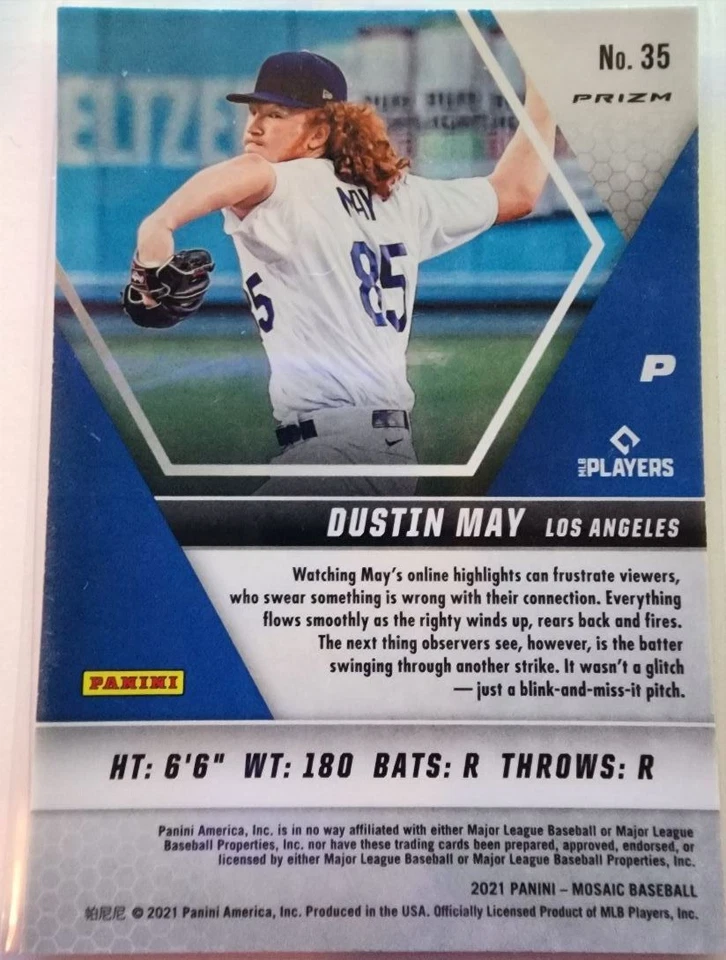 No. 35
PRIZM
ELTZE
MAY
85
85
P
MLB PLAYERS
DUSTIN MAY LOS ANGELES
Watching May's online highlights can frustrate viewers,
who swear something is wrong with their connection. Everything
flows smoothly as the righty winds up, rears back and fires.
The next thing observers see, however, is the batter
swinging through another strike. It wasn't a glitch
— just a blink-and-miss-it pitch.
PANINI
HT: 6'6" WT: 180 BATS: R THROWS: R
Panini America, Inc. is in no way affiliated with either Major League
Baseball or Major League Baseball Properties, Inc. nor have these trading cards been prepared, approved, endorsed, or
licensed by either Major League Baseball or Major League Baseball Properties, Inc.
2021 PANINI – MOSAIC BASEBALL
帕尼尼 © 2021 Panini America, Inc. Produced in the USA. Officially Licensed Product of MLB Players, Inc.